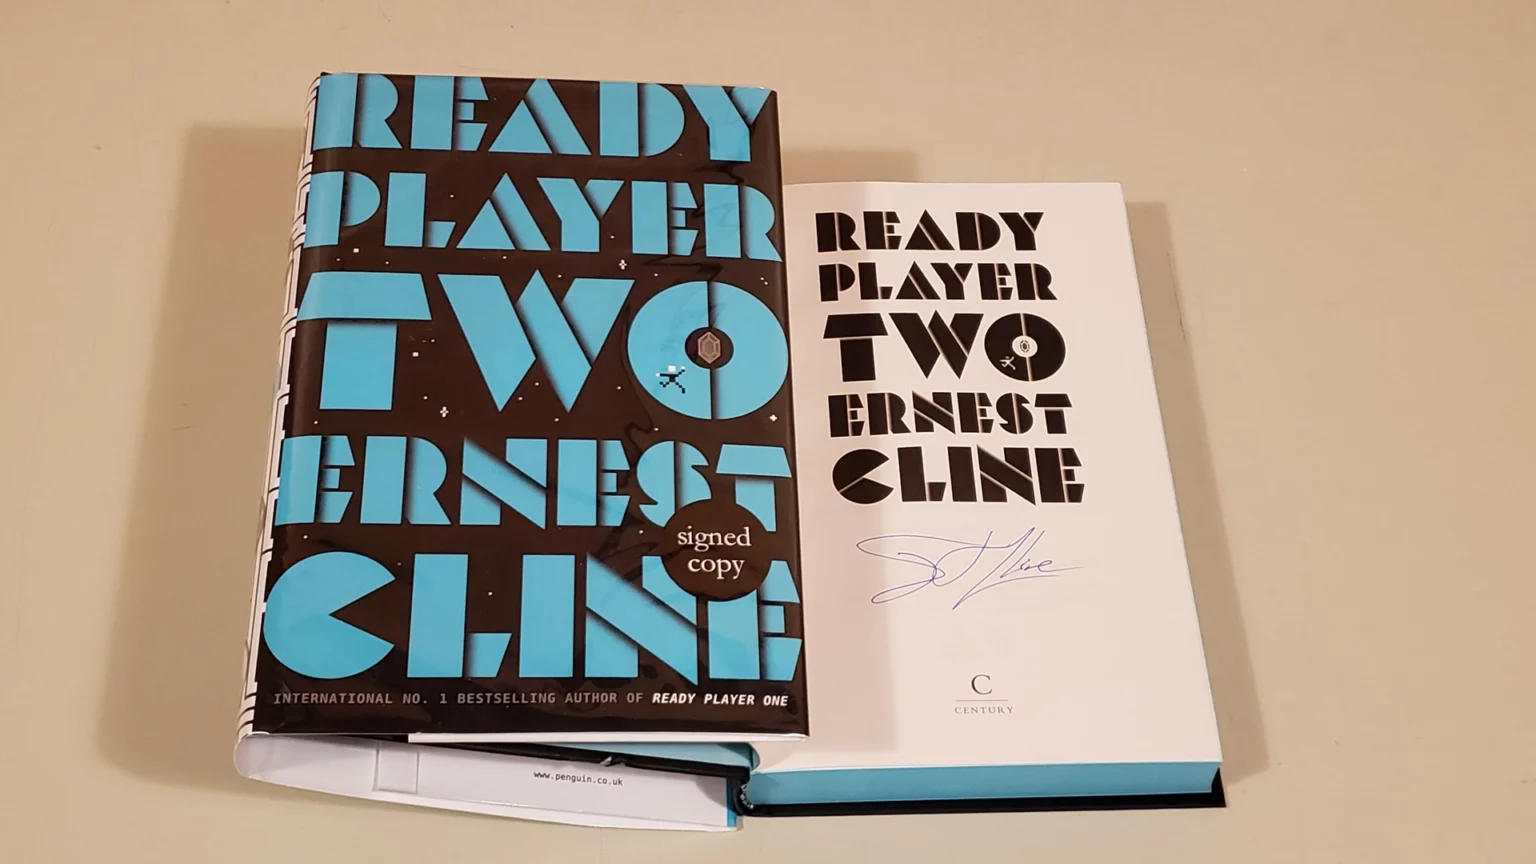 READY
PLAYER
TWO
ERNEST
CLINE
signed
copy
INTERNATIONAL NO. 1 BESTSELLING AUTHOR OF READY PLAYER ONE
www.penguin.co.uk
READY
PLAYER
TWO
ERNEST
CLINE
C
CENTURY